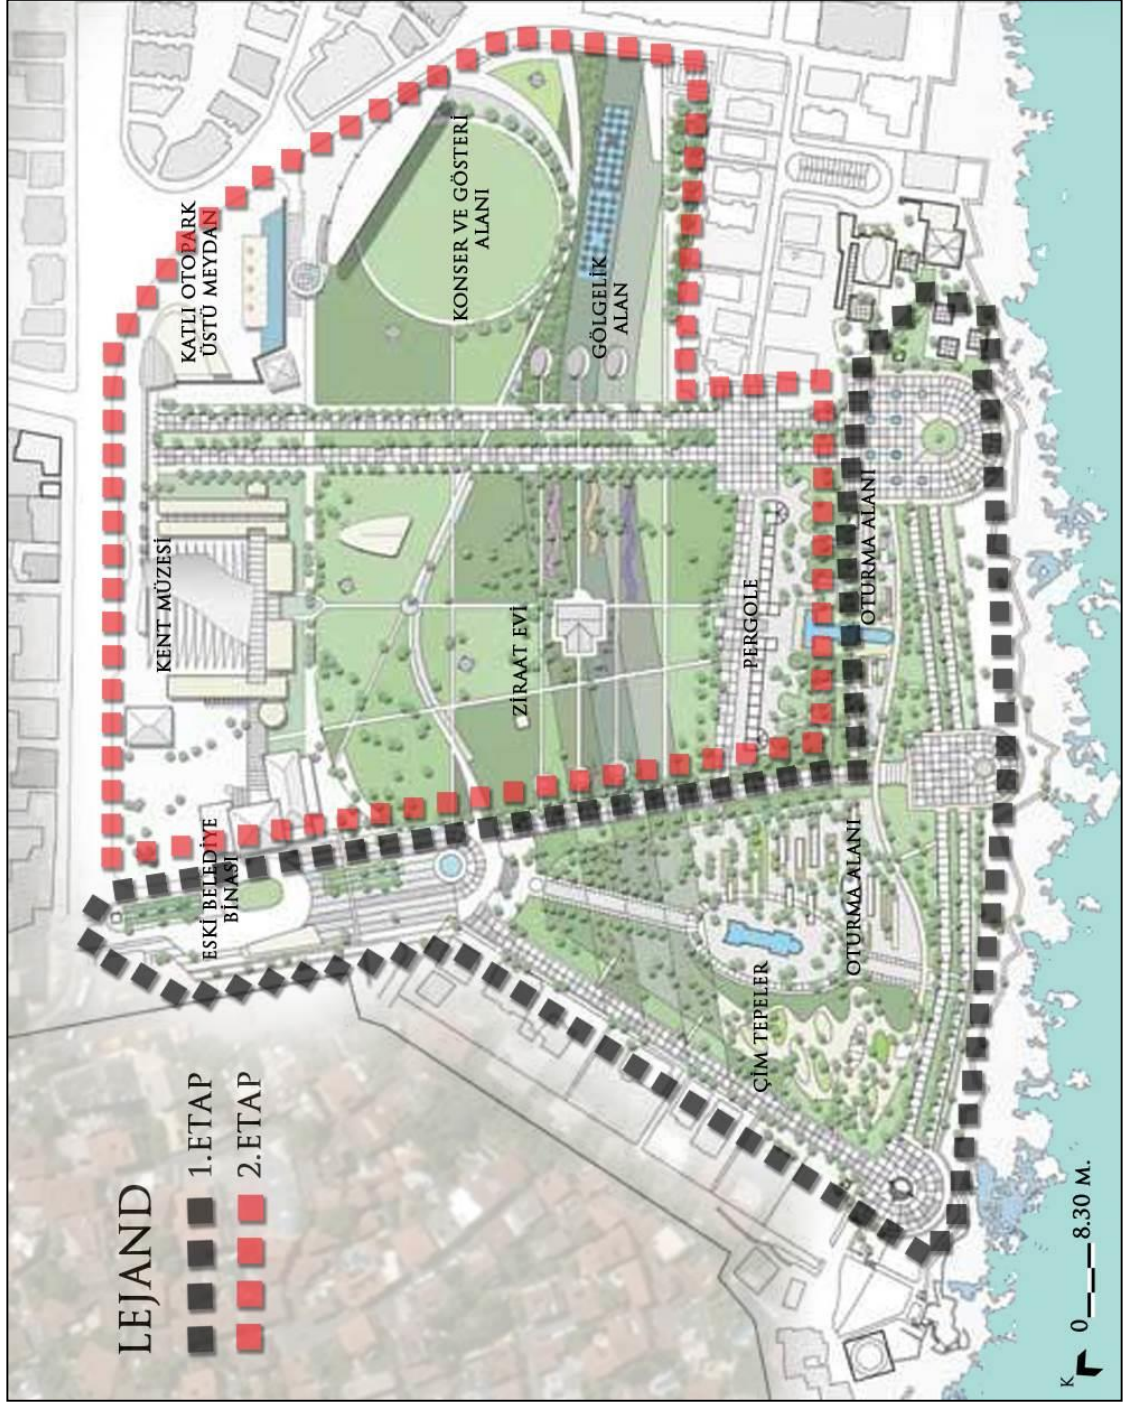 LEJAND
1.ETAP
2.ETAP
ESKİ BELEDİYE
BİNASI
KENT MÜZESİ
KATLI OTOPARK
ÜSTÜ MEYDAN
KONSER VE GÖSTERİ
ALANI
GÖLGELİK
ALAN
ZİRAAT EVİ
PERGOLE
OTURMA ALANI
OTURMA ALANI
ÇİM TEPELER
K
0 8.30 M.